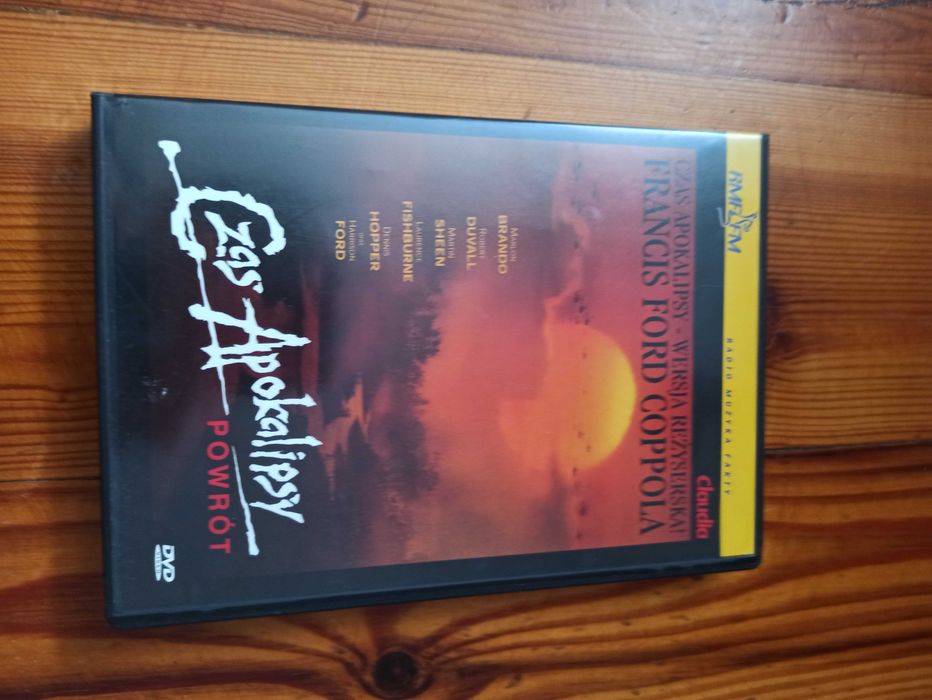 RMF FM
RADIO MUZYKA FAKTY
claudia
CZAS APOKALIPSY - WERSJA REŻYSERSKA!
FRANCIS FORD COPPOLA
MARLON
BRANDO
ROBERT
DUVALL
MARTIN
SHEEN
LAURENCE
FISHBURNE
DENNIS
HOPPER
HARRISON
FORD
Czas Apokalipsy
POWRÓT
DVD
VIDEO